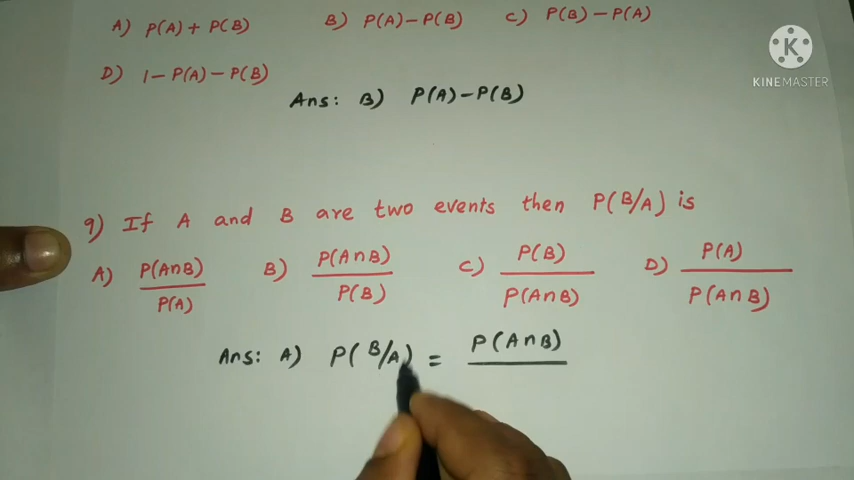 A) P(A) + P(B) B) P(A) – P(B) C) P(B) – P(A)
KINEMASTER
D) 1 – P(A) – P(B)
Ans: B) P(A) – P(B)
9) If A and B are two events then P(B/A) is
A) P(A∩B)/P(A) B) P(A∩B)/P(B) C) P(B)/P(A∩B) D) P(A)/P(A∩B)
Ans: A) P(B/A) = P(A∩B)